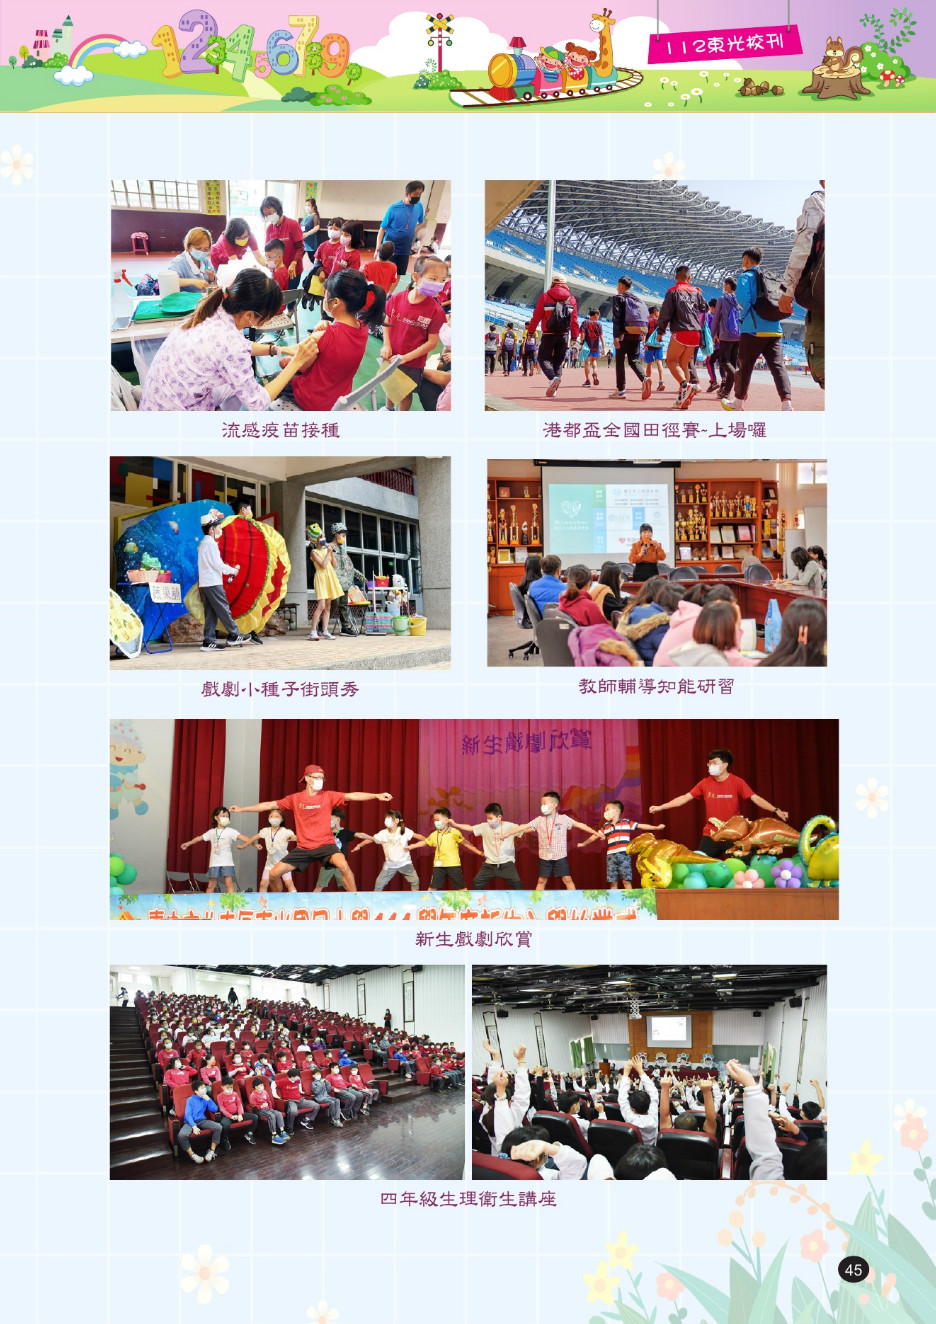 112東光校刊
流感疫苗接種
港都盃全國田徑賽~上場囉
戲劇小種子街頭秀
教師輔導知能研習
新生戲劇欣賞
新生戲劇欣賞
四年級生理衛生講座
45